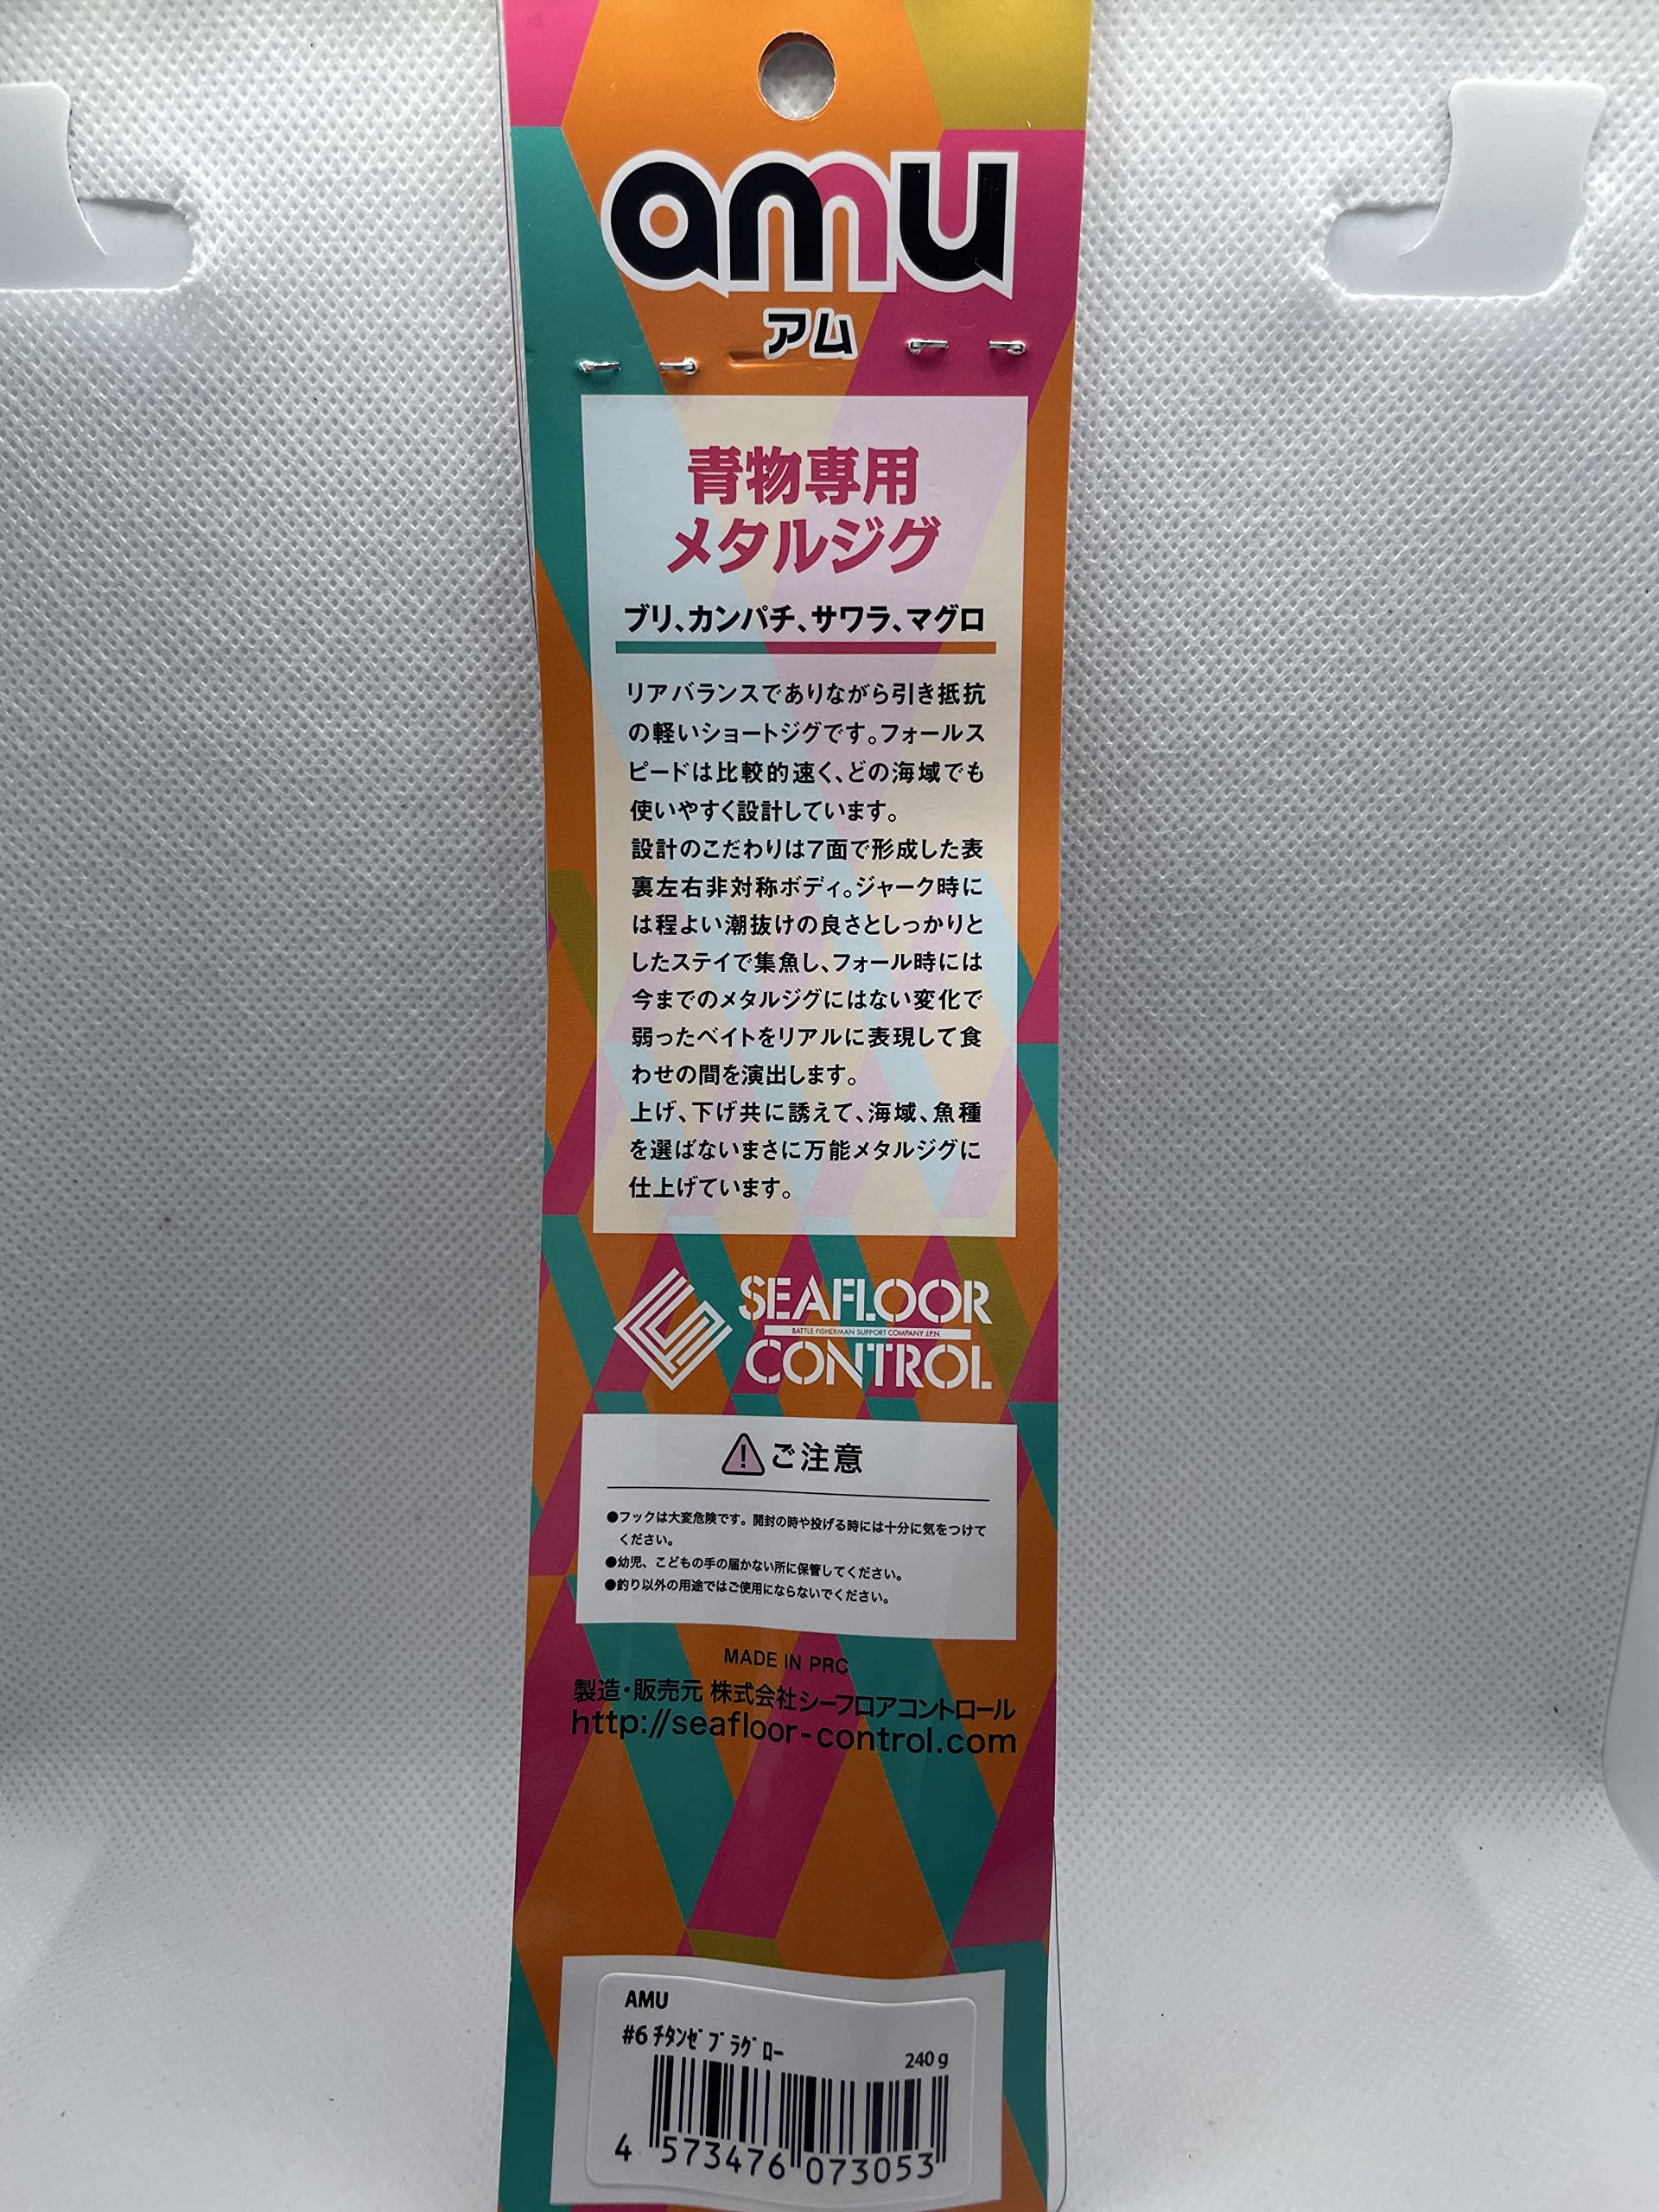 amu
アム
青物専用
メタルジグ
ブリ、カンパチ、サワラ、マグロ
リアバランスでありながら引き抵抗
の軽いショートジグです。フォールス
ピードは比較的速く、どの海域でも
使いやすく設計しています。
設計のこだわりは7面で形成した表
裏左右非対称ボディ。ジャーク時に
は程よい潮抜けの良さとしっかりと
したステイで集魚し、フォール時には
今までのメタルジグにはない変化で
弱ったベイトをリアルに表現して食
わせの間を演出します。
上げ、下げ共に誘えて、海域、魚種
を選ばないまさに万能メタルジグに
仕上げています。
SEAFLOOR
BATTLE FISHERMAN SUPPORT COMPANY J.P.N.
CONTROL
ご注意
●フックは大変危険です。開封の時や投げる時には十分に気をつけて
ください。
●幼児、こどもの手の届かない所に保管してください。
●釣り以外の用途ではご使用にならないでください。
MADE IN PRC
製造・販売元 株式会社シーフロアコントロール
http://seafloor-control.com
AMU
#6 ﾁﾀﾝｾﾞﾌﾞﾗｸﾞﾛｰ
240 g
4 573476 073053